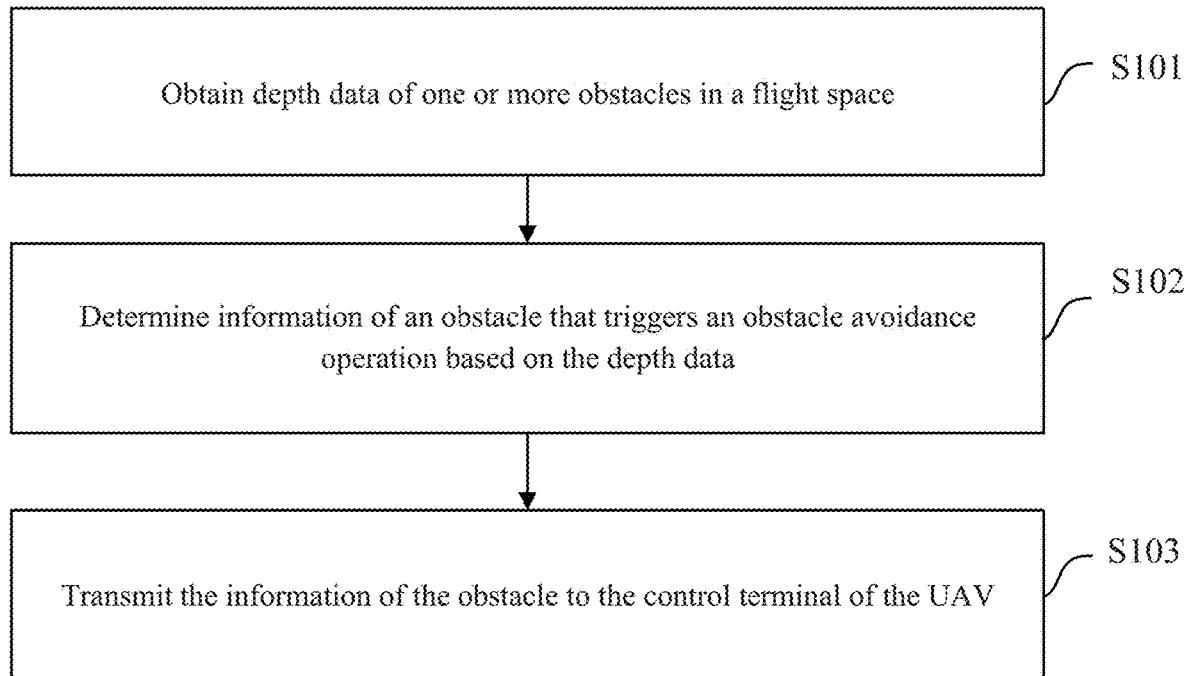 Obtain depth data of one or more obstacles in a flight space
S101
Determine information of an obstacle that triggers an obstacle avoidance
operation based on the depth data
S102
Transmit the information of the obstacle to the control terminal of the UAV
S103